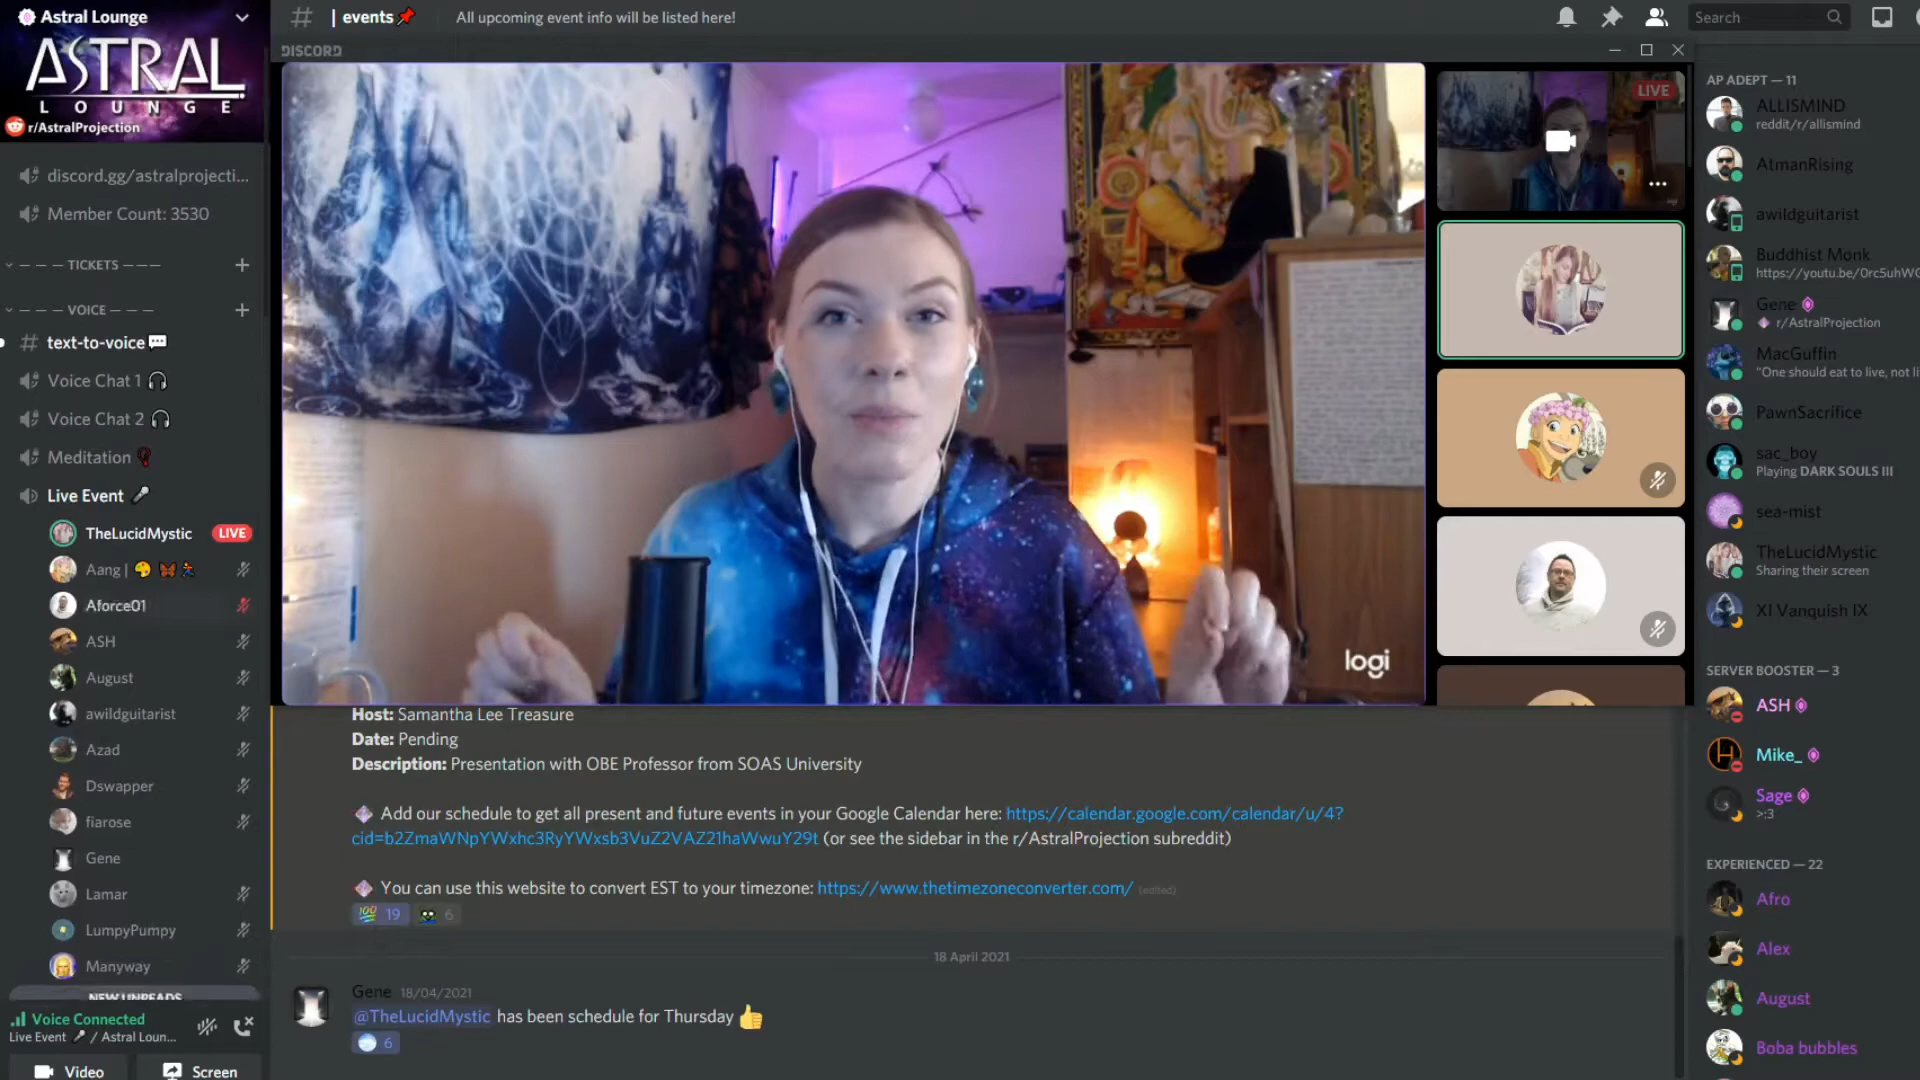 Astral Lounge
ASTRAL
LOUNGE
r/AstralProjection
discord.gg/astralprojecti...
Member Count: 3530
— — — TICKETS — — —
— — — VOICE — — —
text-to-voice
Voice Chat 1
Voice Chat 2
Meditation
Live Event
TheLucidMystic LIVE
Aang |
Aforce01
ASH
August
awildguitarist
Azad
Dswapper
fiarose
Gene
Lamar
LumpyPumpy
Manyway
NEW UNREADS
Voice Connected
Live Event / Astral Loun...
Video Screen
| events All upcoming event info will be listed here!
Search
DISCORD
LIVE
logi
Host: Samantha Lee Treasure
Date: Pending
Description: Presentation with OBE Professor from SOAS University
Add our schedule to get all present and future events in your Google Calendar here: https://calendar.google.com/calendar/u/4?
cid=b2ZmaWNpYWxhc3RyYWxsb3VuZ2VAZ21haWwuY29t (or see the sidebar in the r/AstralProjection subreddit)
You can use this website to convert EST to your timezone: https://www.thetimezoneconverter.com/ (edited)
19 6
18 April 2021
Gene 18/04/2021
@TheLucidMystic has been schedule for Thursday
6
AP ADEPT — 11
ALLISMIND
reddit/r/allismind
AtmanRising
awildguitarist
Buddhist Monk
https://youtu.be/0rc5uhW
Gene
r/AstralProjection
MacGuffin
"One should eat to live, not li
PawnSacrifice
sac_boy
Playing DARK SOULS III
sea-mist
TheLucidMystic
Sharing their screen
XI Vanquish IX
SERVER BOOSTER — 3
ASH
Mike_
Sage
>:3
EXPERIENCED — 22
Afro
Alex
August
Boba bubbles